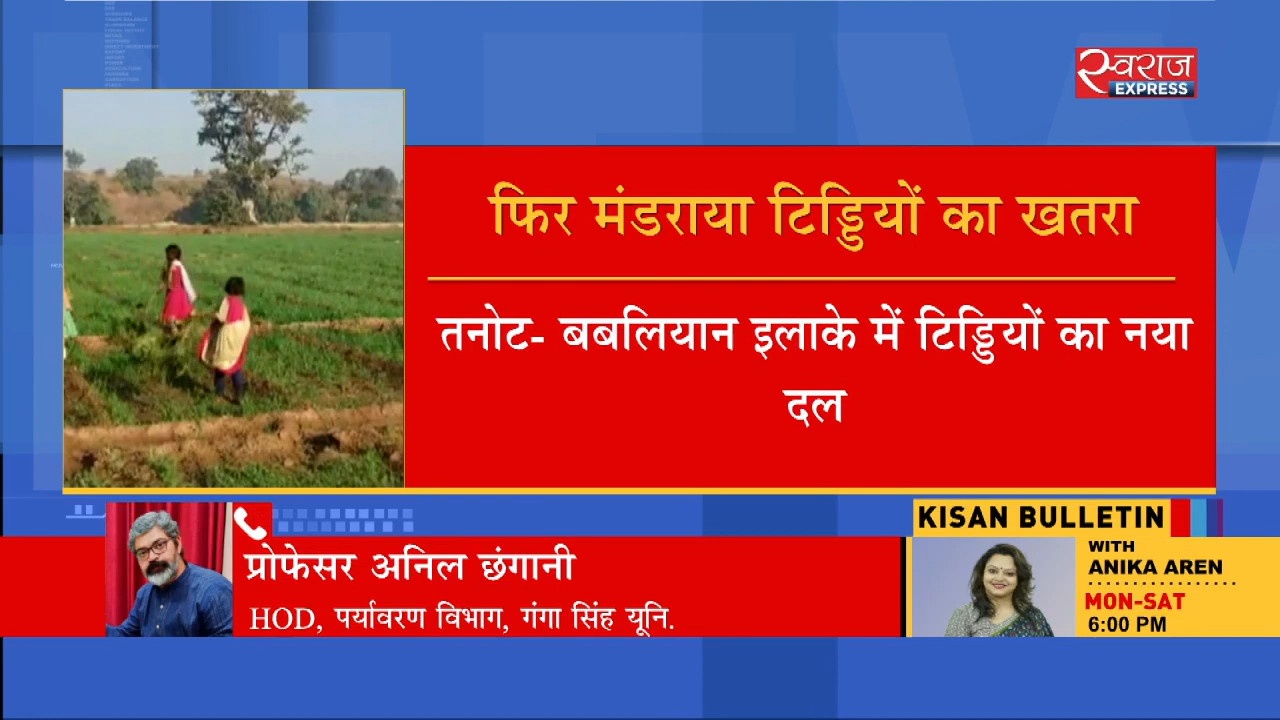 स्वराज
EXPRESS
फिर मंडराया टिड्डियों का खतरा
तनोट- बबलियान इलाके में टिड्डियों का नया
दल
प्रोफेसर अनिल छंगानी
HOD, पर्यावरण विभाग, गंगा सिंह यूनि.
KISAN BULLETIN
WITH
ANIKA AREN
MON-SAT
6:00 PM